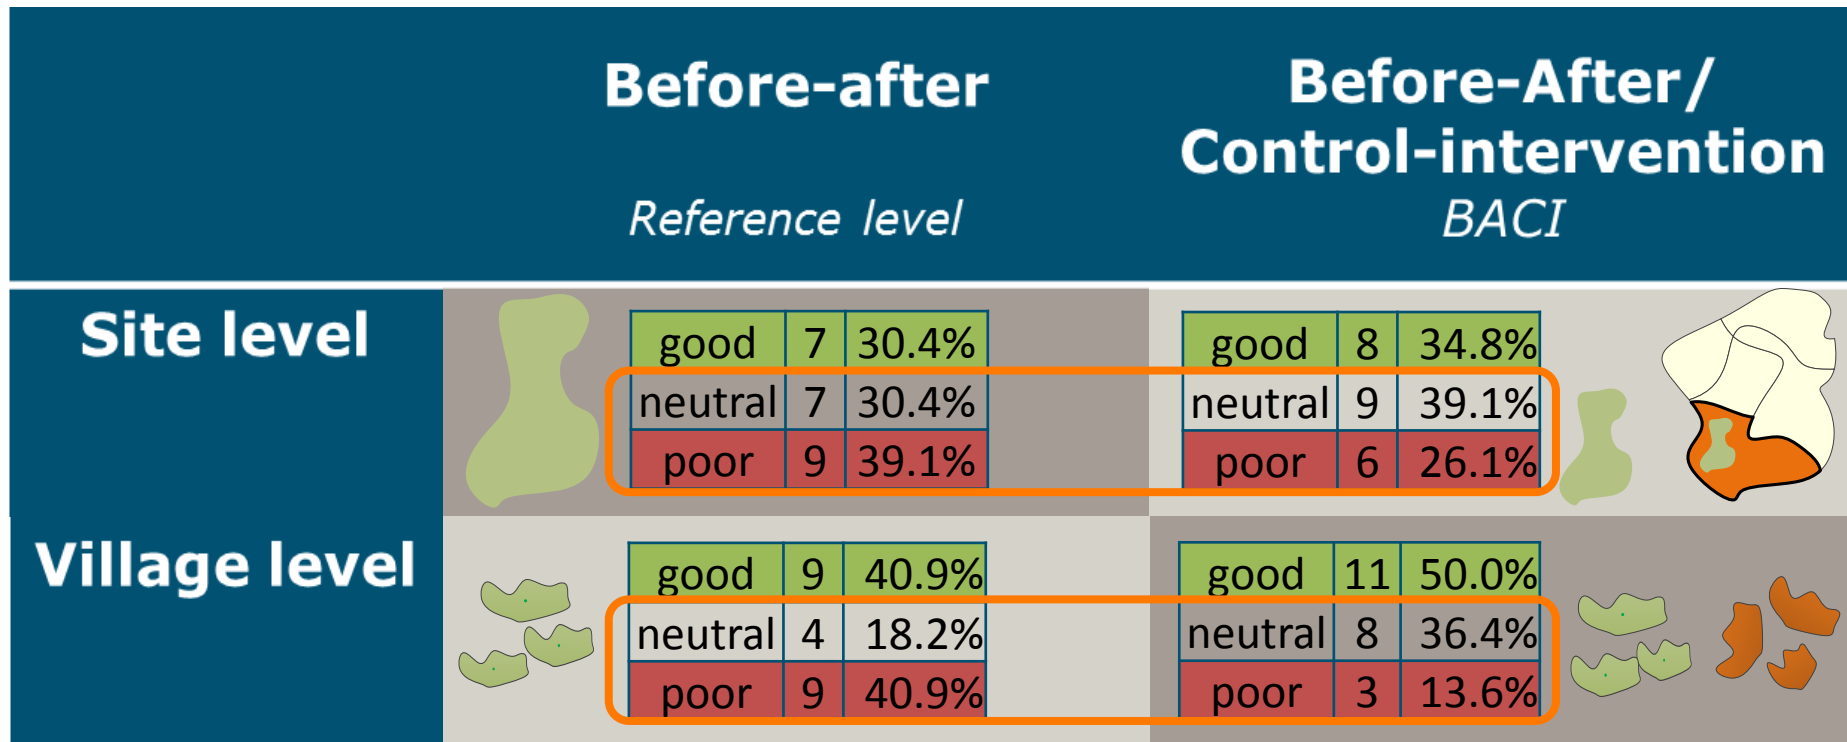 Before-after
Reference level
Before-After/
Control-intervention
BACI
Site level
good 7 30.4%
neutral 7 30.4%
poor 9 39.1%
good 8 34.8%
neutral 9 39.1%
poor 6 26.1%
Village level
good 9 40.9%
neutral 4 18.2%
poor 9 40.9%
good 11 50.0%
neutral 8 36.4%
poor 3 13.6%